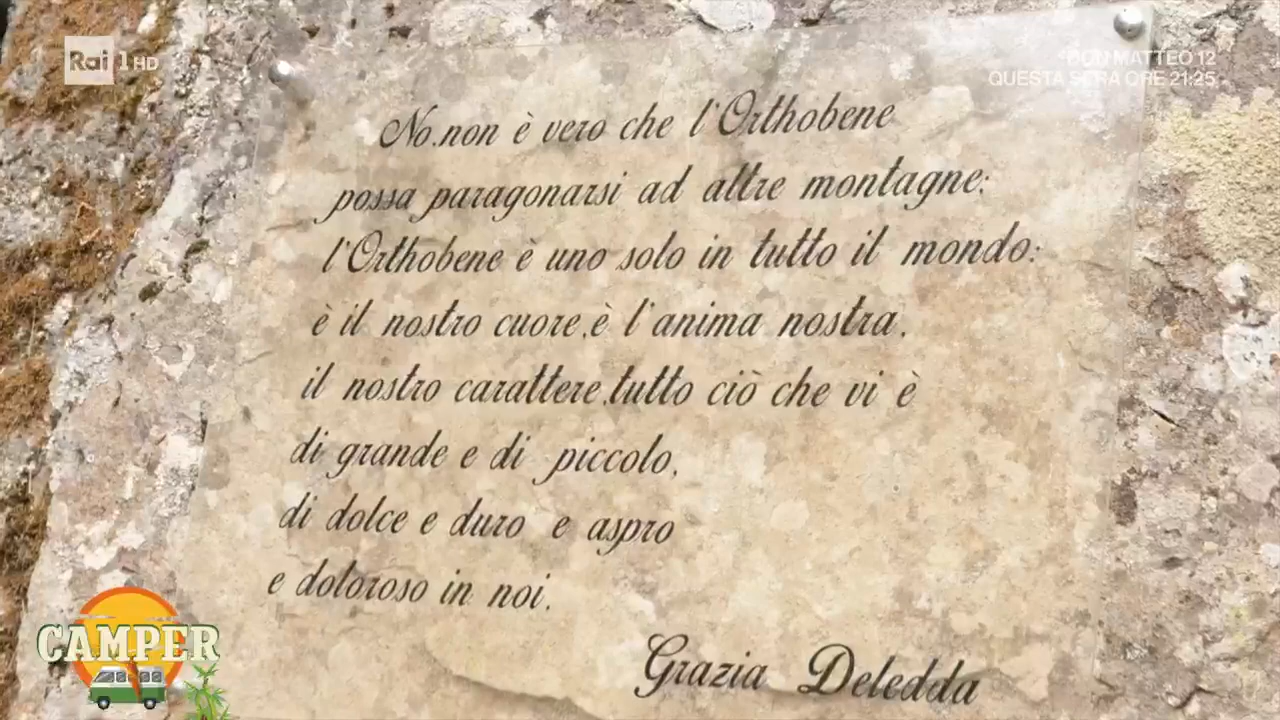 Rai 1 HD
DON MATTEO 12
QUESTA SERA ORE 21:25
No.non è vero che l'Orthobene
possa paragonarsi ad altre montagne;
l'Orthobene è uno solo in tutto il mondo:
è il nostro cuore,è l'anima nostra,
il nostro carattere,tutto ciò che vi è
di grande e di piccolo,
di dolce e duro e aspro
e doloroso in noi.
Grazia Deledda
CAMPER